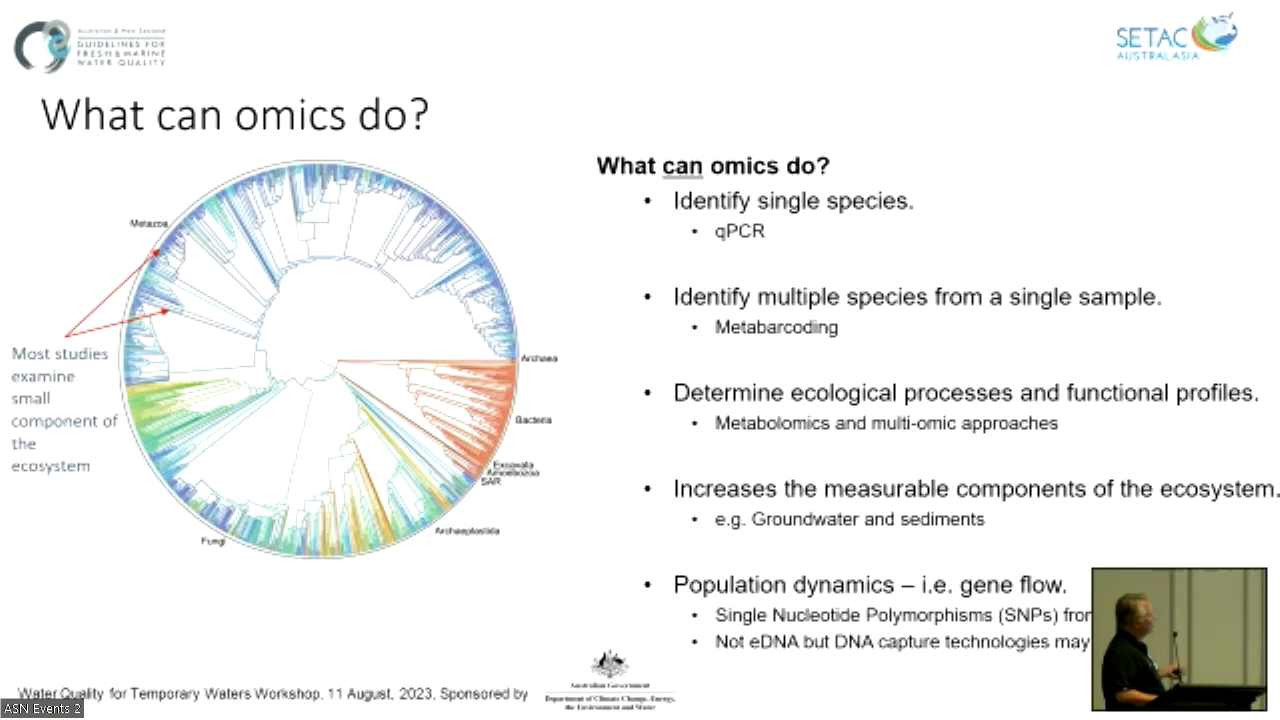 Australian & New Zealand
GUIDELINES FOR
FRESH & MARINE
WATER QUALITY
SETAC
AUSTRALASIA
What can omics do?
What can omics do?
• Identify single species.
• qPCR
• Identify multiple species from a single sample.
• Metabarcoding
• Determine ecological processes and functional profiles.
• Metabolomics and multi-omic approaches
• Increases the measurable components of the ecosystem.
• e.g. Groundwater and sediments
• Population dynamics – i.e. gene flow.
• Single Nucleotide Polymorphisms (SNPs) from
• Not eDNA but DNA capture technologies may
Metazoa
Most studies
examine
small
component of
the
ecosystem
Archaea
Bacteria
Excavata
Amoebozoa
SAR
Archaeplastida
Fungi
Water Quality for Temporary Waters Workshop, 11 August, 2023, Sponsored by
Australian Government
Department of Climate Change, Energy,
the Environment and Water
ASN Events 2